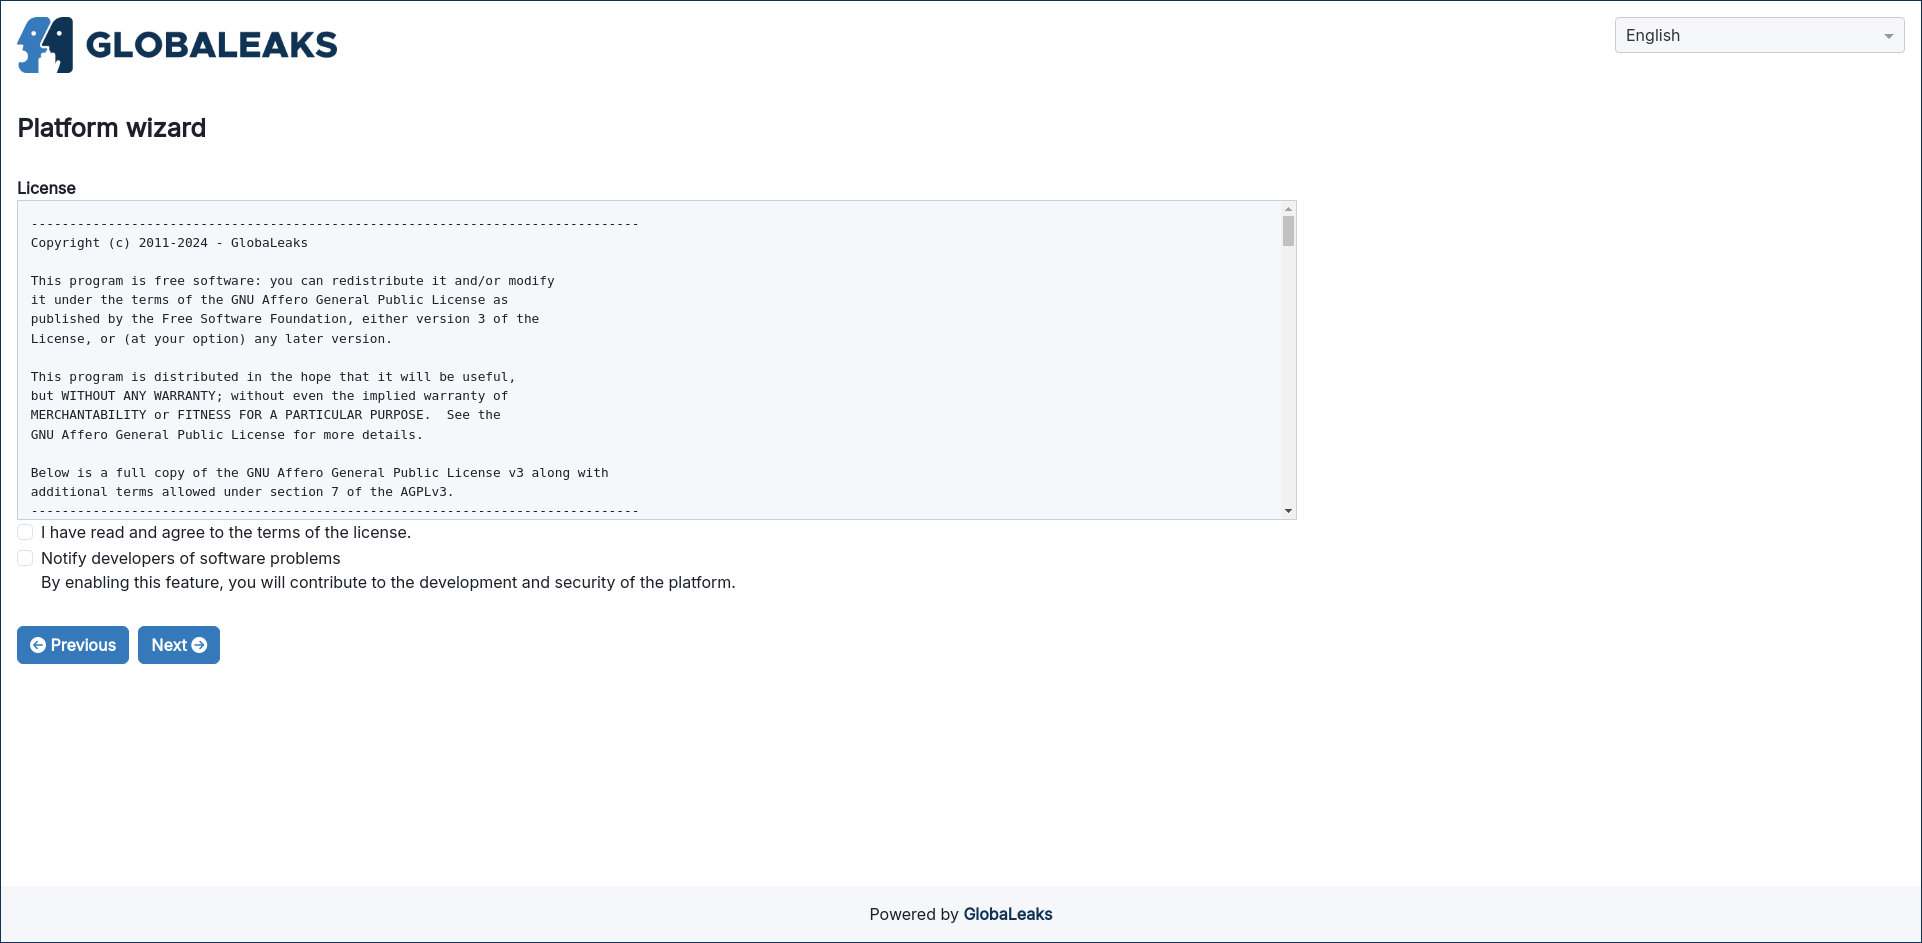 GLOBALEAKS
English
Platform wizard
License
-------------------------------------------------------------------------------
Copyright (c) 2011-2024 - GlobaLeaks
This program is free software: you can redistribute it and/or modify
it under the terms of the GNU Affero General Public License as
published by the Free Software Foundation, either version 3 of the
License, or (at your option) any later version.
This program is distributed in the hope that it will be useful,
but WITHOUT ANY WARRANTY; without even the implied warranty of
MERCHANTABILITY or FITNESS FOR A PARTICULAR PURPOSE.  See the
GNU Affero General Public License for more details.
Below is a full copy of the GNU Affero General Public License v3 along with
additional terms allowed under section 7 of the AGPLv3.
-------------------------------------------------------------------------------
I have read and agree to the terms of the license.
Notify developers of software problems
By enabling this feature, you will contribute to the development and security of the platform.
Previous
Next
Powered by GlobaLeaks